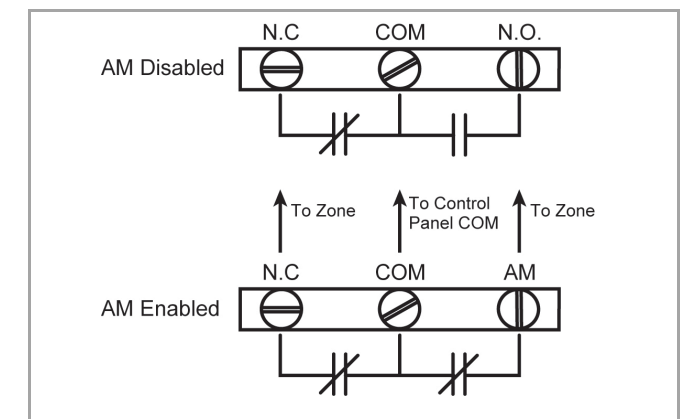 N.C COM N.O.
AM Disabled
To Zone
To Control
Panel COM
To Zone
N.C COM AM
AM Enabled